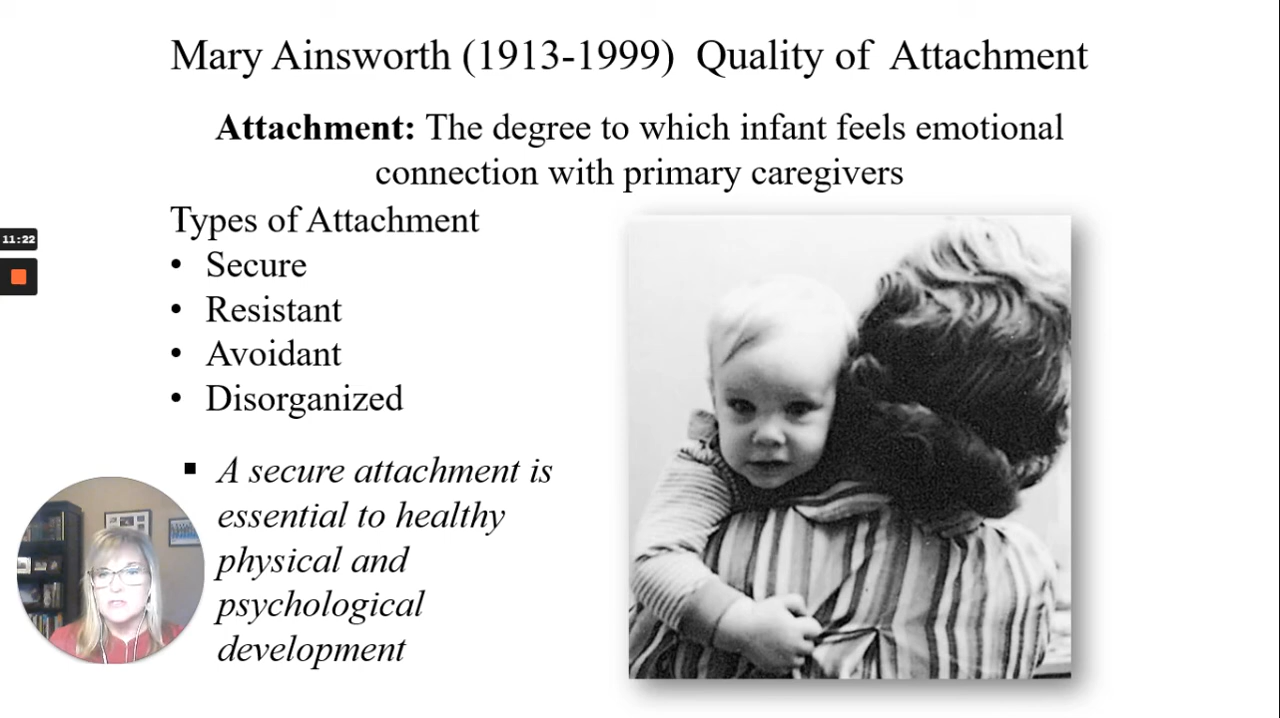 Mary Ainsworth (1913-1999) Quality of Attachment
Attachment: The degree to which infant feels emotional
connection with primary caregivers
Types of Attachment
• Secure
• Resistant
• Avoidant
• Disorganized
▪ A secure attachment is
essential to healthy
physical and
psychological
development
11:22